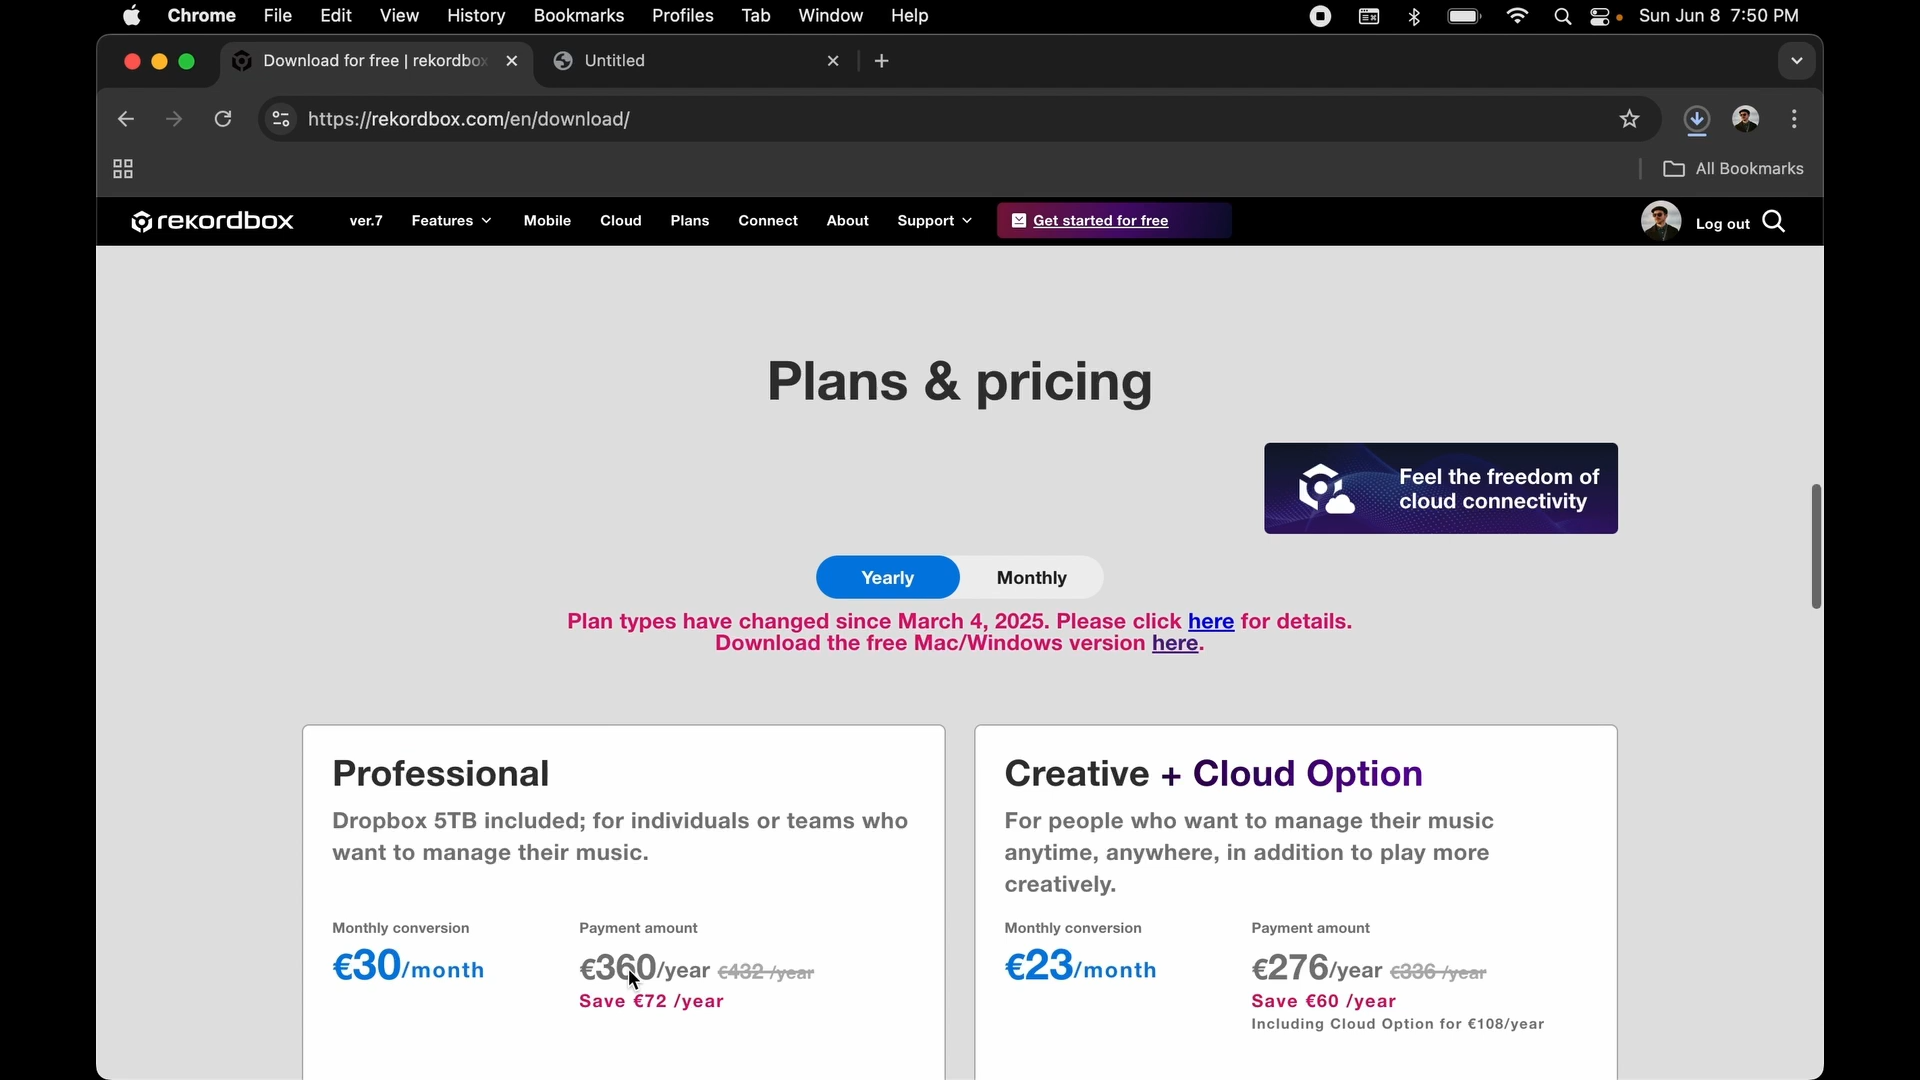 Chrome File Edit View History Bookmarks Profiles Tab Window Help Sun Jun 8 7:50 PM
Download for free | rekordbo Untitled
https://rekordbox.com/en/download/
All Bookmarks
rekordbox ver.7 Features Mobile Cloud Plans Connect About Support Get started for free Log out
Plans & pricing
Feel the freedom of
cloud connectivity
Yearly Monthly
Plan types have changed since March 4, 2025. Please click here for details.
Download the free Mac/Windows version here.
Professional
Dropbox 5TB included; for individuals or teams who
want to manage their music.
Monthly conversion Payment amount
€30/month €360/year €432 /year
Save €72 /year
Creative + Cloud Option
For people who want to manage their music
anytime, anywhere, in addition to play more
creatively.
Monthly conversion Payment amount
€23/month €276/year €336 /year
Save €60 /year
Including Cloud Option for €108/year